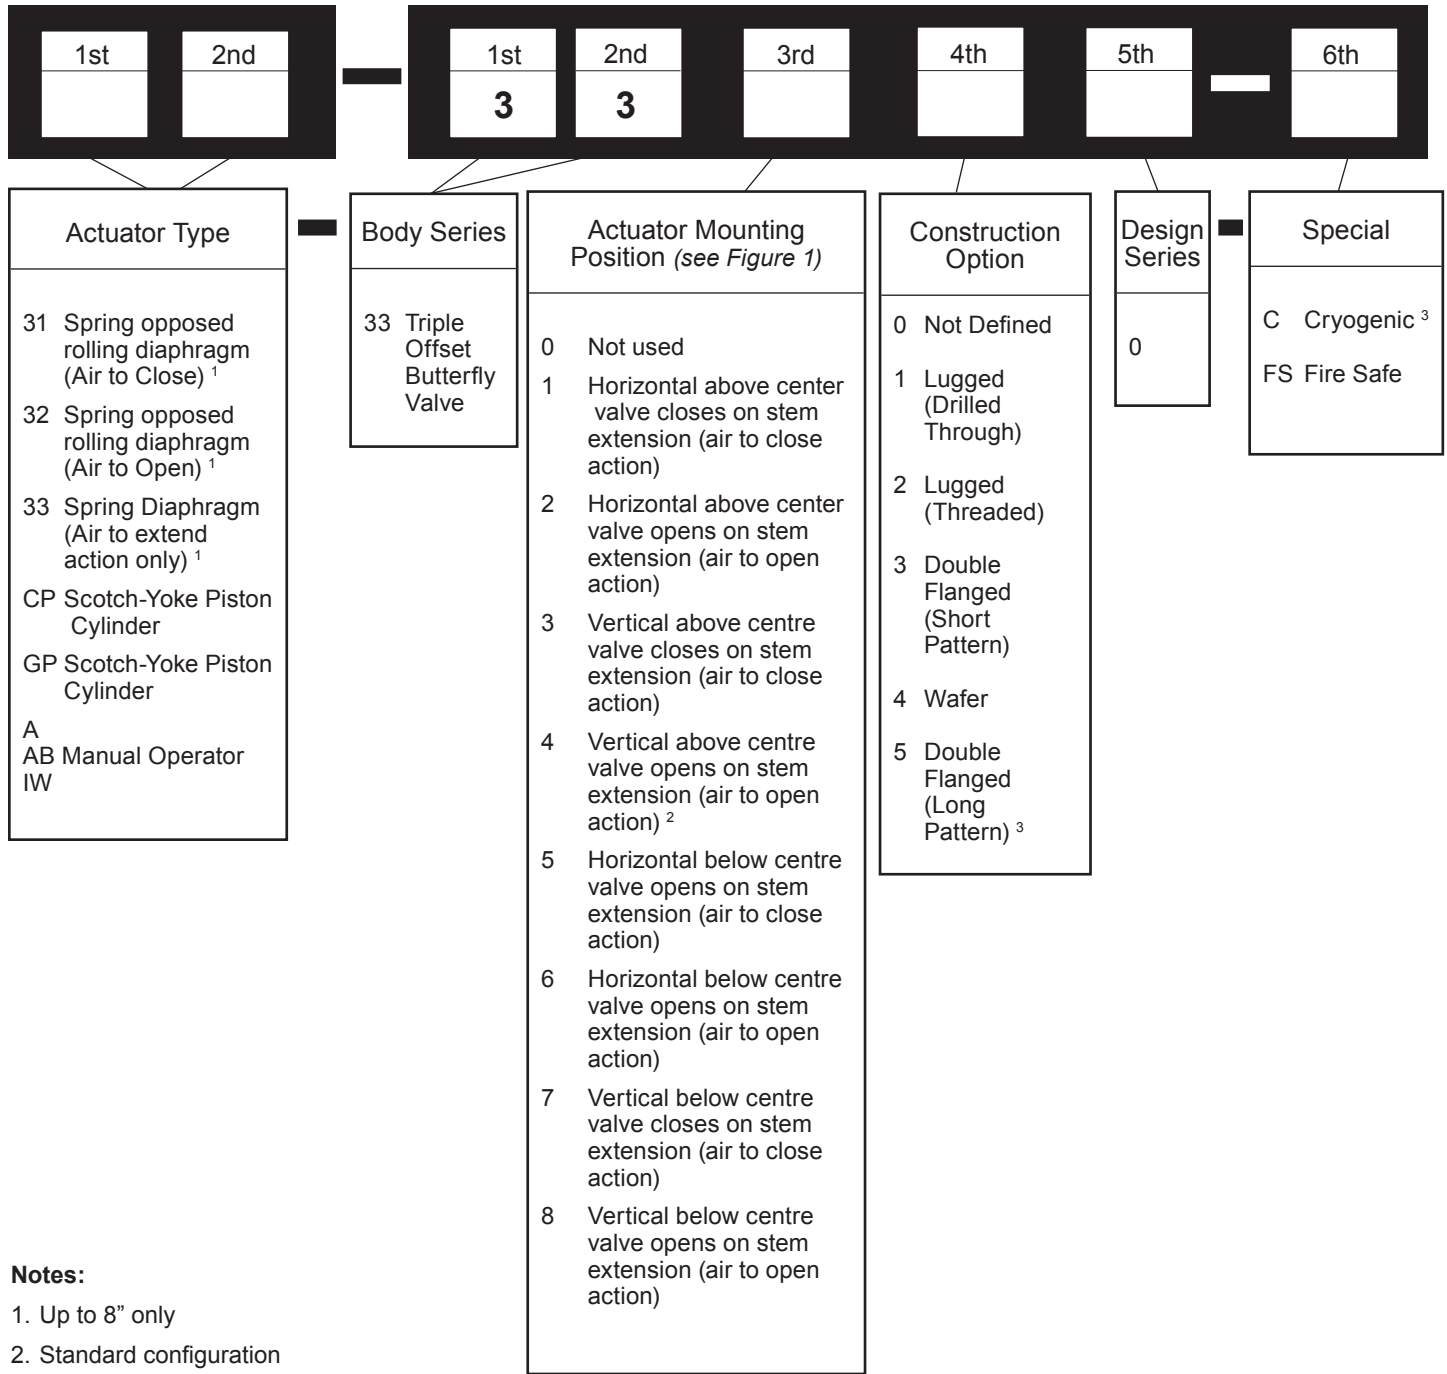 1st 2nd 1st 2nd 3rd 4th 5th 6th
3 3
Actuator Type
31 Spring opposed
rolling diaphragm
(Air to Close) 1
32 Spring opposed
rolling diaphragm
(Air to Open) 1
33 Spring Diaphragm
(Air to extend
action only) 1
CP Scotch-Yoke Piston
Cylinder
GP Scotch-Yoke Piston
Cylinder
A
AB Manual Operator
IW
Body Series
33 Triple
Offset
Butterfly
Valve
Actuator Mounting
Position (see Figure 1)
0 Not used
1 Horizontal above center
valve closes on stem
extension (air to close
action)
2 Horizontal above center
valve opens on stem
extension (air to open
action)
3 Vertical above centre
valve closes on stem
extension (air to close
action)
4 Vertical above centre
valve opens on stem
extension (air to open
action) 2
5 Horizontal below centre
valve opens on stem
extension (air to close
action)
6 Horizontal below centre
valve opens on stem
extension (air to open
action)
7 Vertical below centre
valve closes on stem
extension (air to close
action)
8 Vertical below centre
valve opens on stem
extension (air to open
action)
Construction
Option
0 Not Defined
1 Lugged
(Drilled
Through)
2 Lugged
(Threaded)
3 Double
Flanged
(Short
Pattern)
4 Wafer
5 Double
Flanged
(Long
Pattern) 3
Design
Series
0
Special
C Cryogenic 3
FS Fire Safe
Notes:
1. Up to 8” only
2. Standard configuration